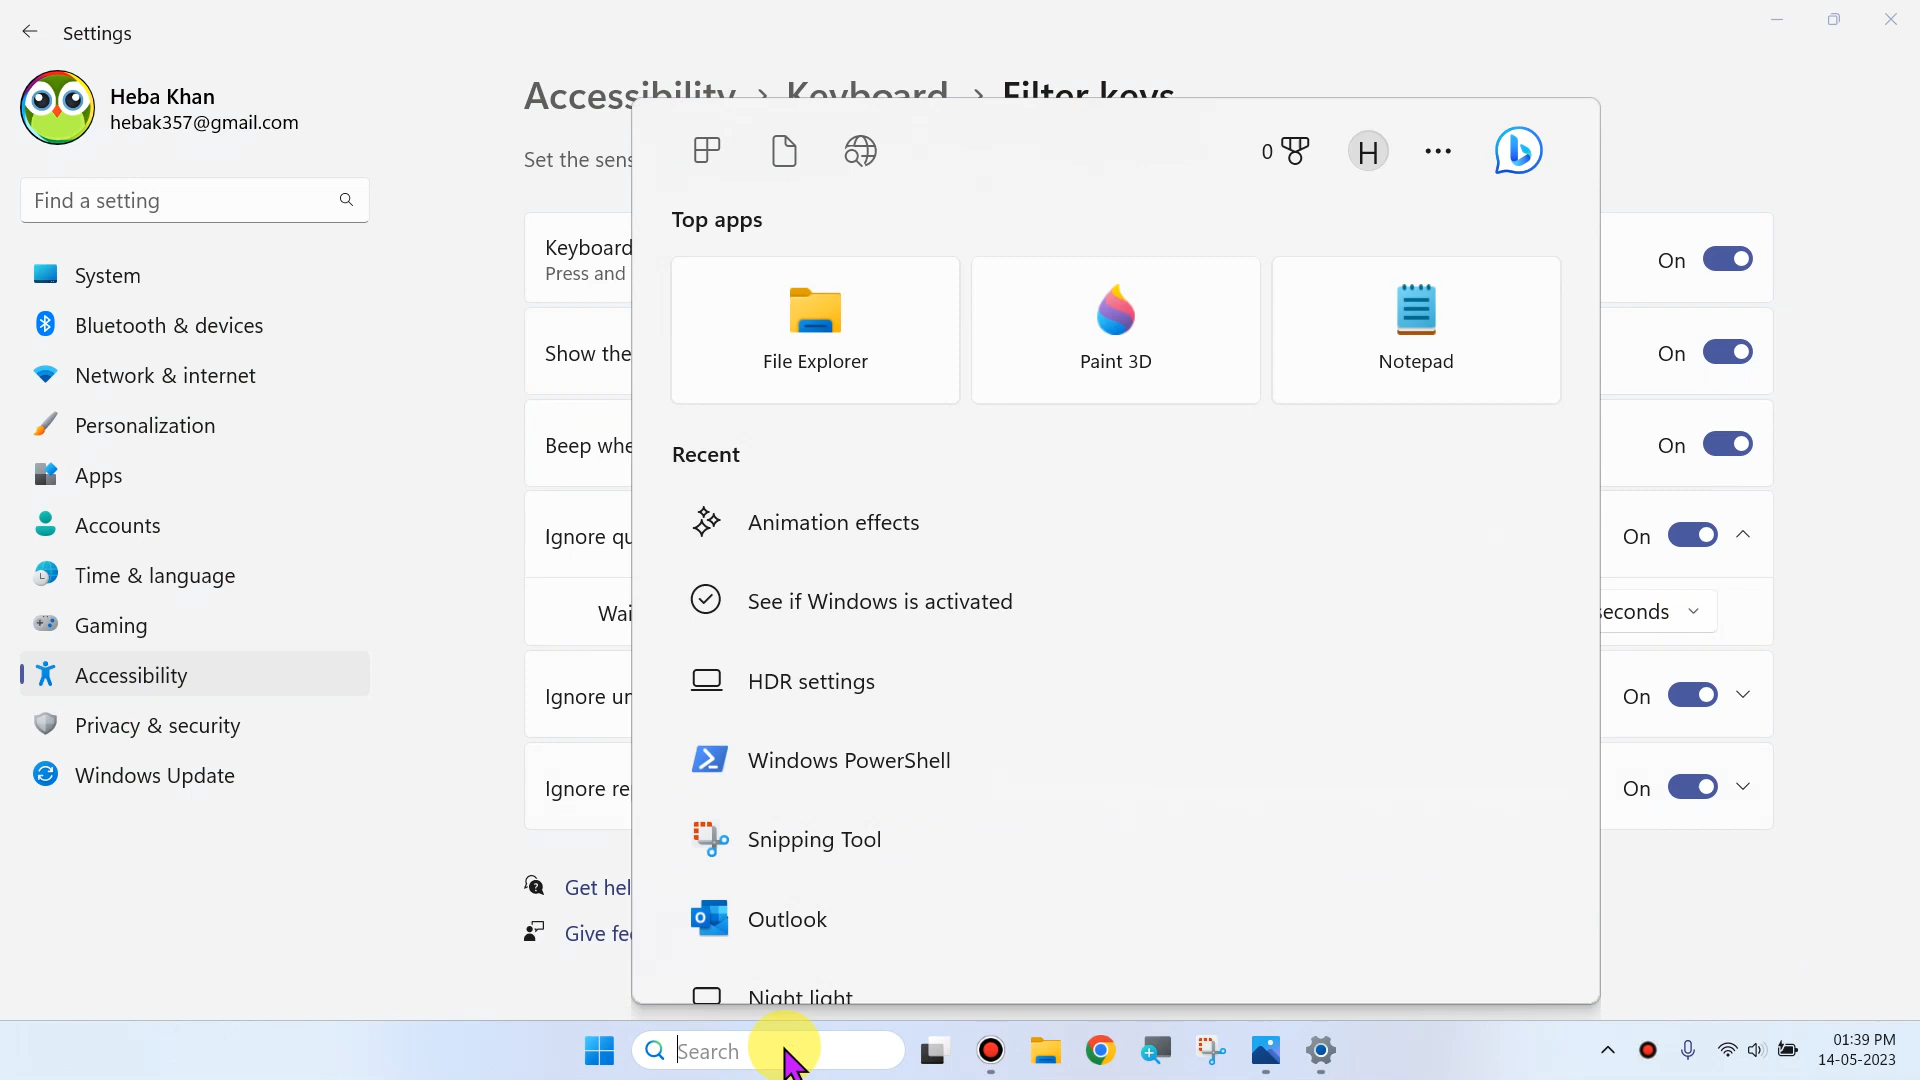 Settings
Heba Khan
hebak357@gmail.com
Find a setting
System
Bluetooth & devices
Network & internet
Personalization
Apps
Accounts
Time & language
Gaming
Accessibility
Privacy & security
Windows Update
Accessibility > Keyboard > Filter keys
Set the sens
Keyboard
Press and
On
Show the
On
Beep whe
On
Ignore qu
On
Wai
seconds
Ignore un
On
Ignore re
On
Get hel
Give fee
0
H
Top apps
File Explorer
Paint 3D
Notepad
Recent
Animation effects
See if Windows is activated
HDR settings
Windows PowerShell
Snipping Tool
Outlook
Night light
Search
01:39 PM
14-05-2023